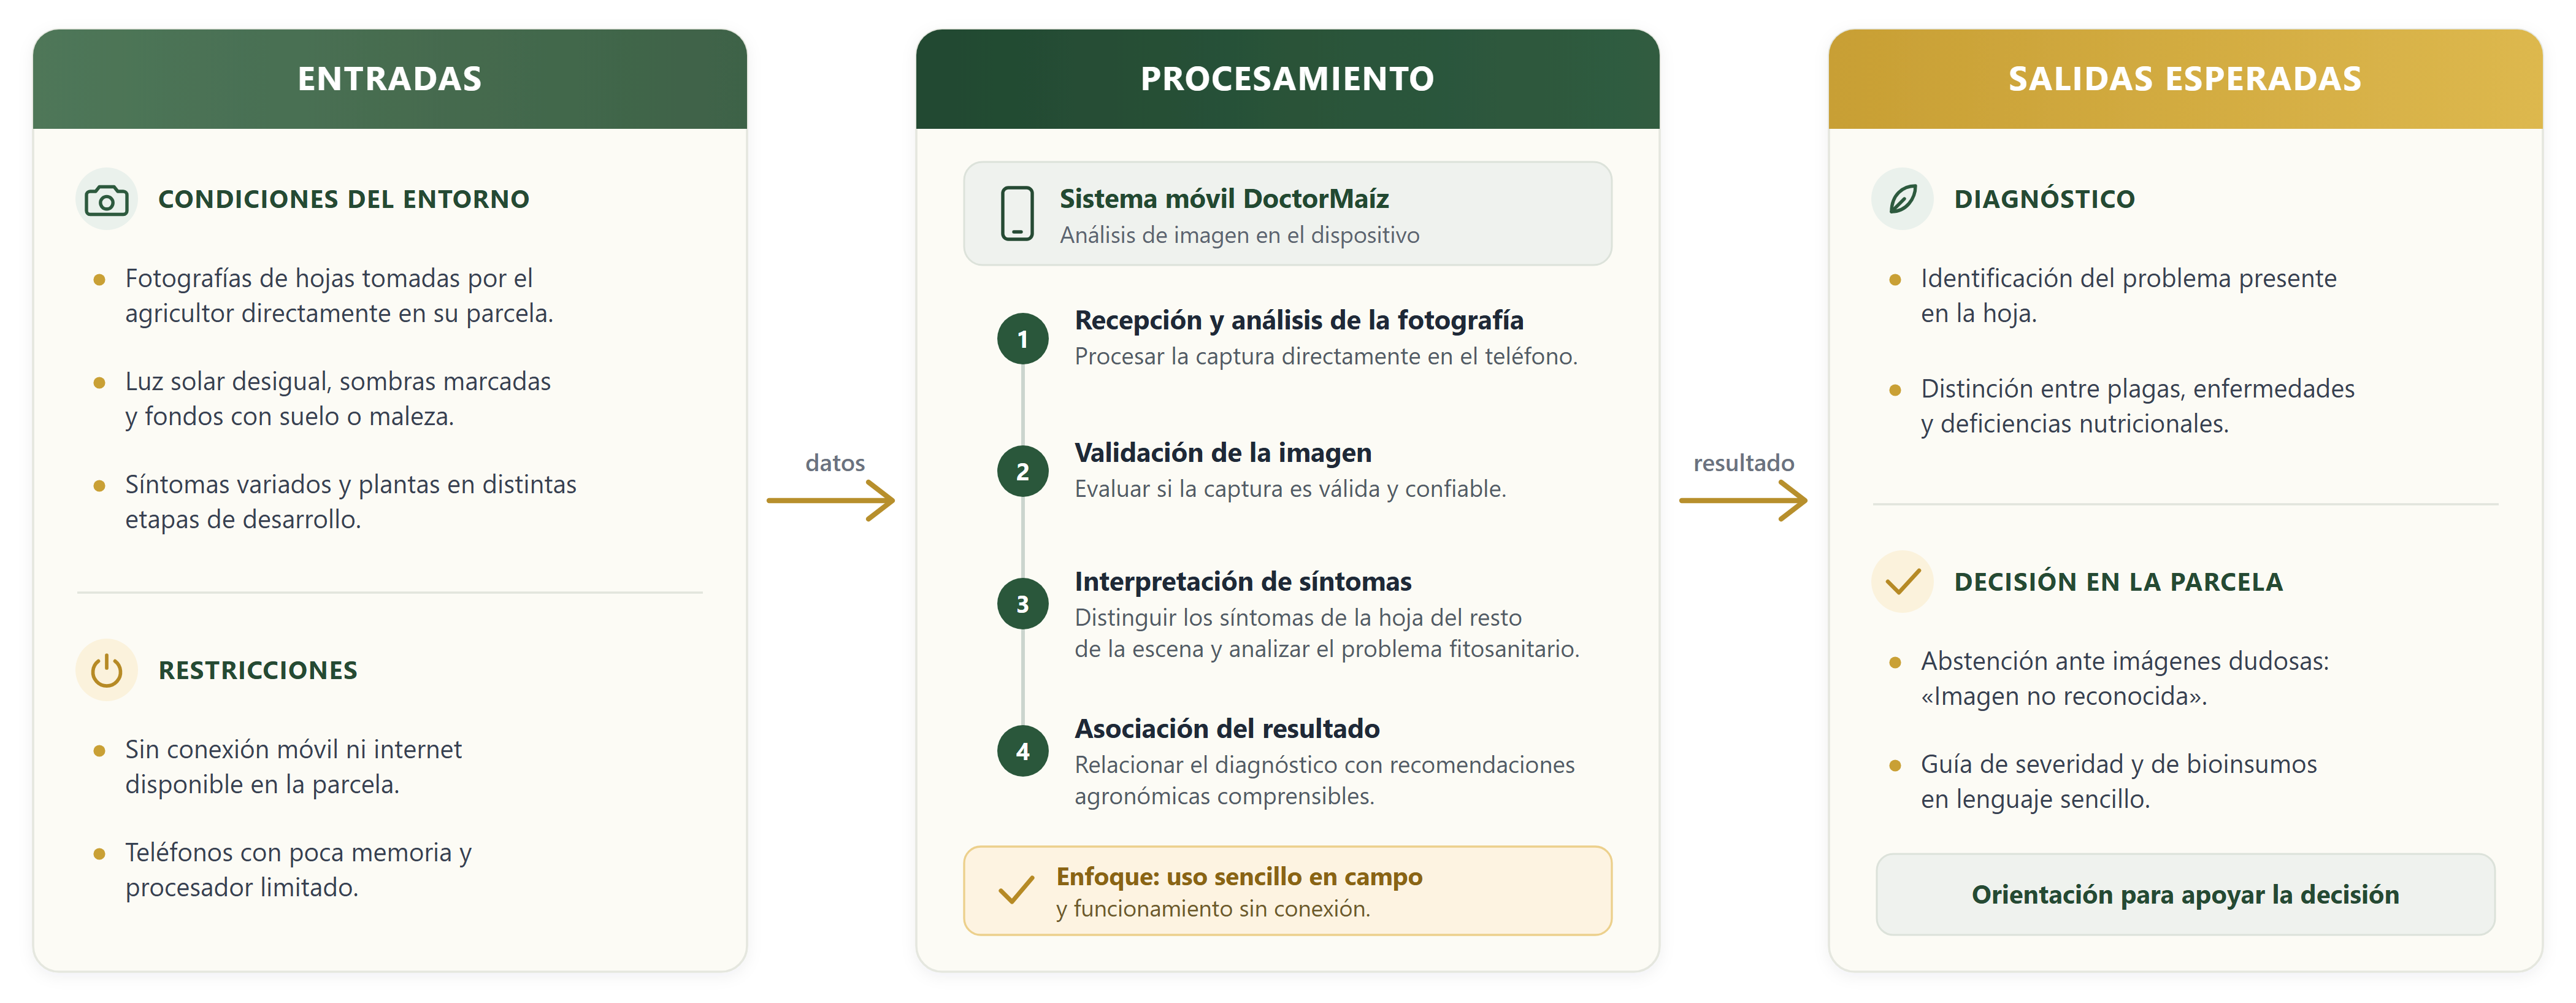 ENTRADAS
CONDICIONES DEL ENTORNO
Fotografías de hojas tomadas por el
agricultor directamente en su parcela.
Luz solar desigual, sombras marcadas
y fondos con suelo o maleza.
Síntomas variados y plantas en distintas
etapas de desarrollo.
RESTRICCIONES
Sin conexión móvil ni internet
disponible en la parcela.
Teléfonos con poca memoria y
procesador limitado.
datos
PROCESAMIENTO
Sistema móvil DoctorMaíz
Análisis de imagen en el dispositivo
1
Recepción y análisis de la fotografía
Procesar la captura directamente en el teléfono.
2
Validación de la imagen
Evaluar si la captura es válida y confiable.
3
Interpretación de síntomas
Distinguir los síntomas de la hoja del resto
de la escena y analizar el problema fitosanitario.
4
Asociación del resultado
Relacionar el diagnóstico con recomendaciones
agronómicas comprensibles.
Enfoque: uso sencillo en campo
y funcionamiento sin conexión.
resultado
SALIDAS ESPERADAS
DIAGNÓSTICO
Identificación del problema presente
en la hoja.
Distinción entre plagas, enfermedades
y deficiencias nutricionales.
DECISIÓN EN LA PARCELA
Abstención ante imágenes dudosas:
«Imagen no reconocida».
Guía de severidad y de bioinsumos
en lenguaje sencillo.
Orientación para apoyar la decisión